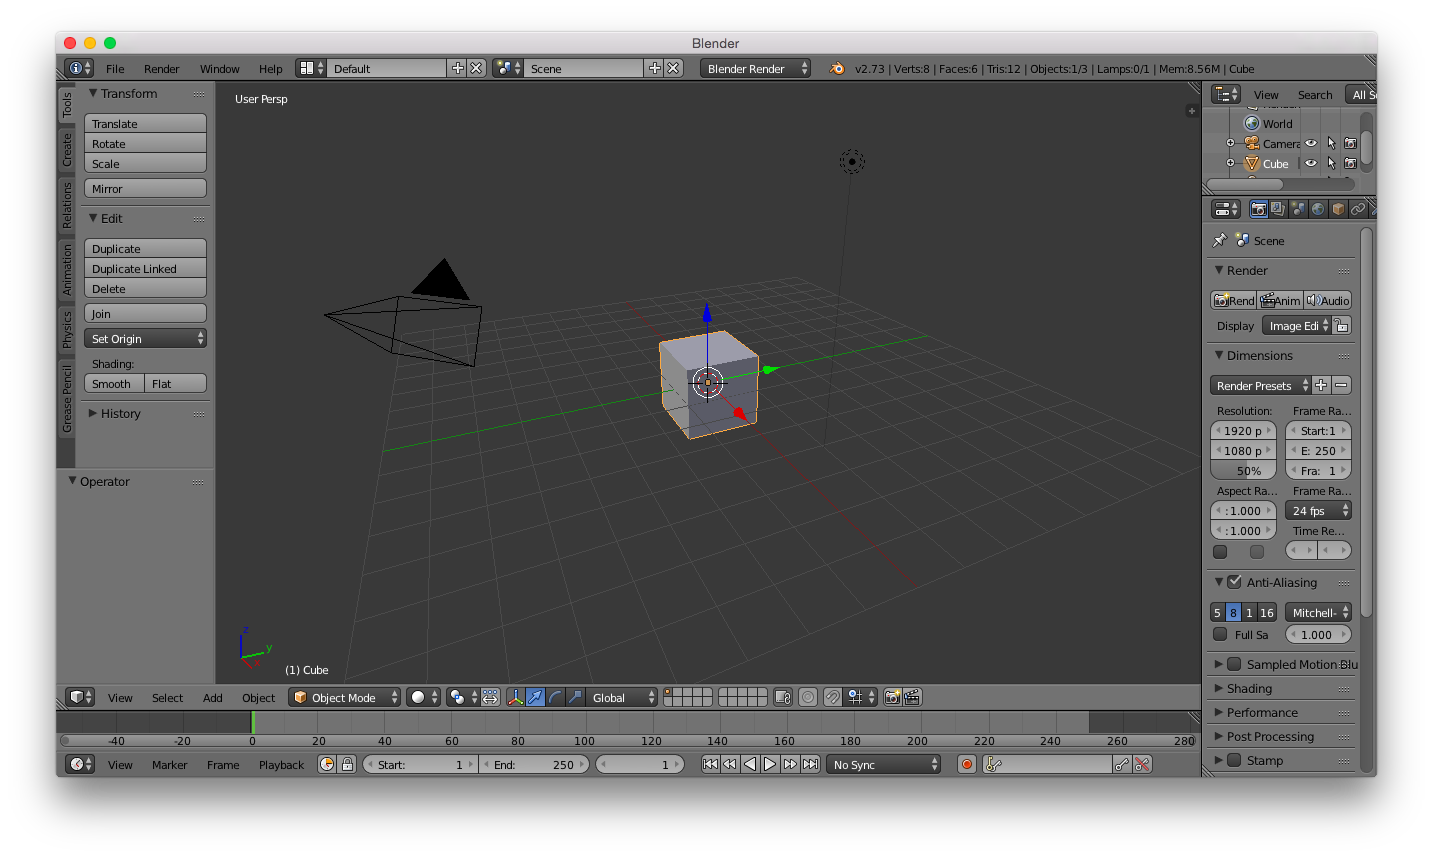 Blender
File Render Window Help Default Scene Blender Render v2.73 | Verts:8 | Faces:6 | Tris:12 | Objects:1/3 | Lamps:0/1 | Mem:8.56M | Cube
Tools
Create
Relations
Animation
Physics
Grease Pencil
Transform
Translate
Rotate
Scale
Mirror
Edit
Duplicate
Duplicate Linked
Delete
Join
Set Origin
Shading:
Smooth Flat
History
Operator
User Persp
z
y
x
(1) Cube
View Select Add Object Object Mode Global
-40 -20 0 20 40 60 80 100 120 140 160 180 200 220 240 260 280
View Marker Frame Playback Start: 1 End: 250 1 No Sync
View Search All S
World
Camera
Cube
Scene
Render
Rend Anim Audio
Display Image Edi
Dimensions
Render Presets
Resolution: Frame Ra...
1920 p Start:1
1080 p E: 250
50% Fra: 1
Aspect Ra... Frame Ra...
:1.000 24 fps
:1.000 Time Re...
Anti-Aliasing
5 8 1 16 Mitchell-
Full Sa 1.000
Sampled Motion Blu
Shading
Performance
Post Processing
Stamp